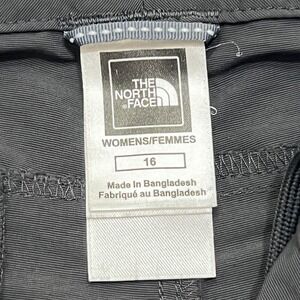 THE
NORTH
FACE
WOMENS/FEMMES
16
Made In Bangladesh
Fabriqué au Bangladesh